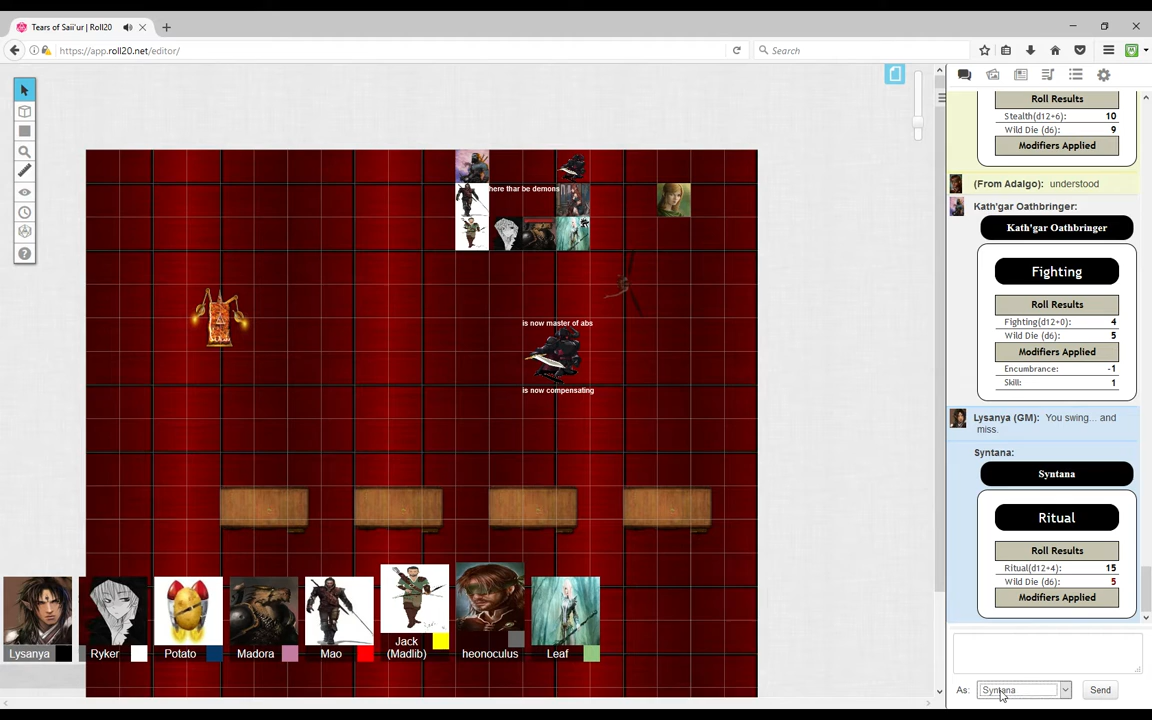 Tears of Saii'ur | Roll20
https://app.roll20.net/editor/
Search
here thar be demons
is now master of abs
is now compensating
Lysanya
Ryker
Potato
Madora
Mao
Jack
(Madlib)
heonoculus
Leaf
Roll Results
Stealth(d12+6): 10
Wild Die (d6): 9
Modifiers Applied
(From Adalgo): understood
Kath'gar Oathbringer:
Kath'gar Oathbringer
Fighting
Roll Results
Fighting(d12+0): 4
Wild Die (d6): 5
Modifiers Applied
Encumbrance: -1
Skill: 1
Lysanya (GM): You swing... and
miss.
Syntana:
Syntana
Ritual
Roll Results
Ritual(d12+4): 15
Wild Die (d6): 5
Modifiers Applied
As: Syntana Send